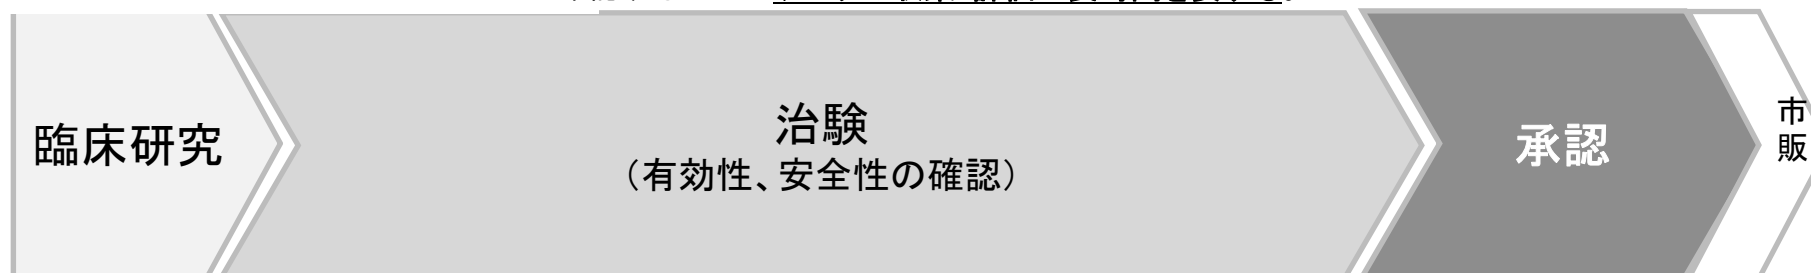 臨床研究
治験
（有効性、安全性の確認）
承認
市
販